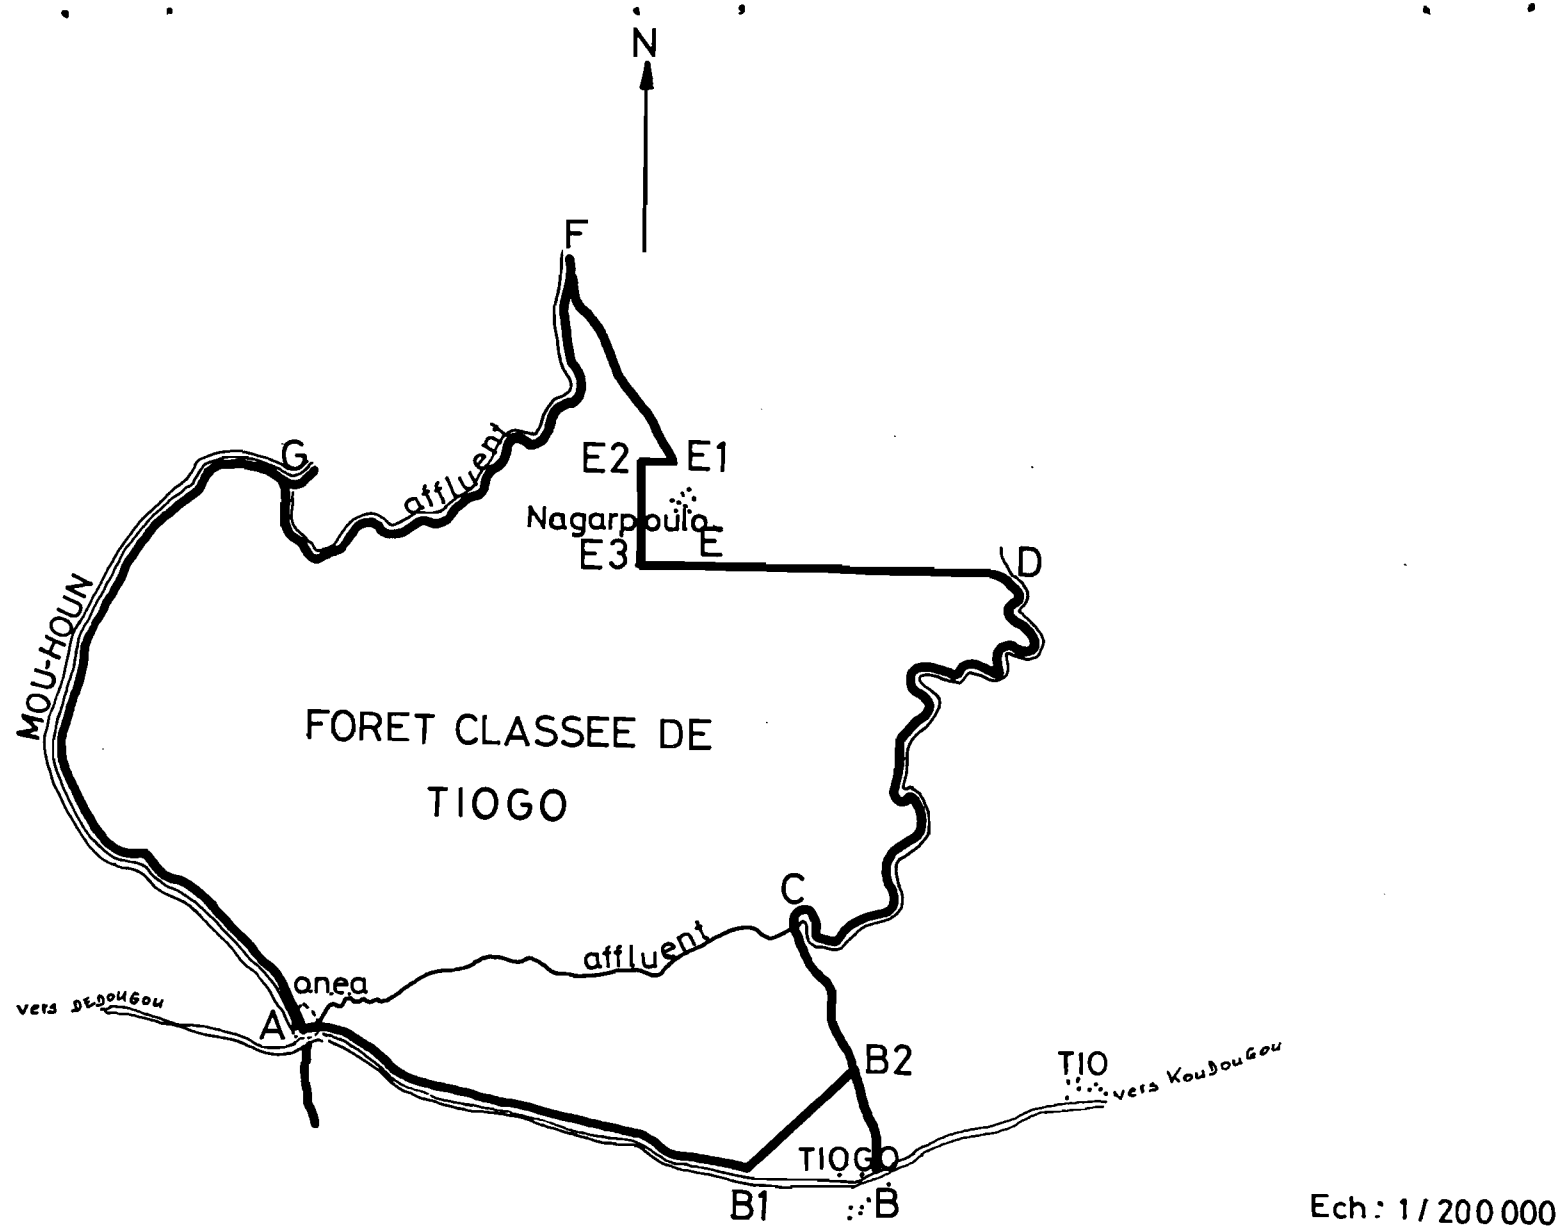 N
F
G
affluent
E2
E1
Nagarpoulo
E
E3
D
MOU-HOUN
FORET CLASSEE DE
TIOGO
C
affluent
anea
vers DEDOUGOU
A
B2
TIO
vers KOUDOUGOU
TIOGO
B1
B
Ech.: 1/200 000